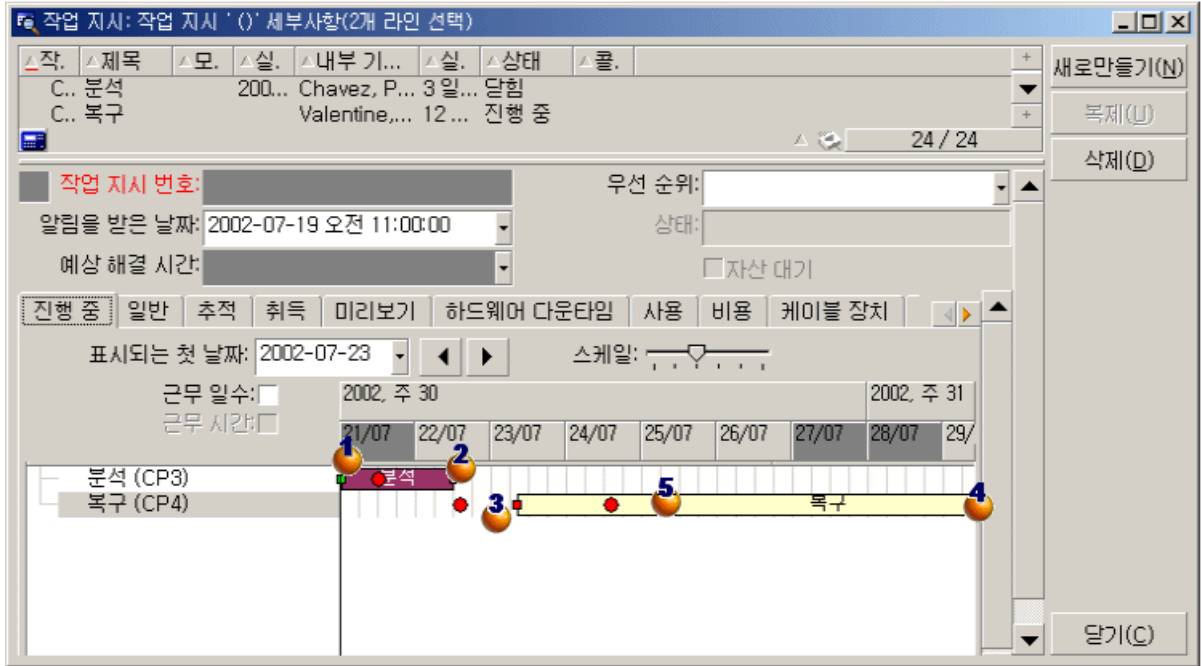 작업 지시: 작업 지시 ' ()' 세부사항(2개 라인 선택)
작. 제목 모. 실. 내부 기... 실. 상태 콜.
C.. 분석 200... Chavez, P... 3 일... 닫힘
C.. 복구 Valentine,... 12 ... 진행 중
24 / 24
새로만들기(N)
복제(U)
삭제(D)
작업 지시 번호: 우선 순위:
알림을 받은 날짜: 2002-07-19 오전 11:00:00 상태:
예상 해결 시간: 자산 대기
진행 중 일반 추적 취득 미리보기 하드웨어 다운타임 사용 비용 케이블 장치
표시되는 첫 날짜: 2002-07-23 스케일:
근무 일수: 2002, 주 30 2002, 주 31
근무 시간:
21/07 22/07 23/07 24/07 25/07 26/07 27/07 28/07 29/
1 2
분석 (CP3) 분석
복구 (CP4) 3 5 복구 4
닫기(C)